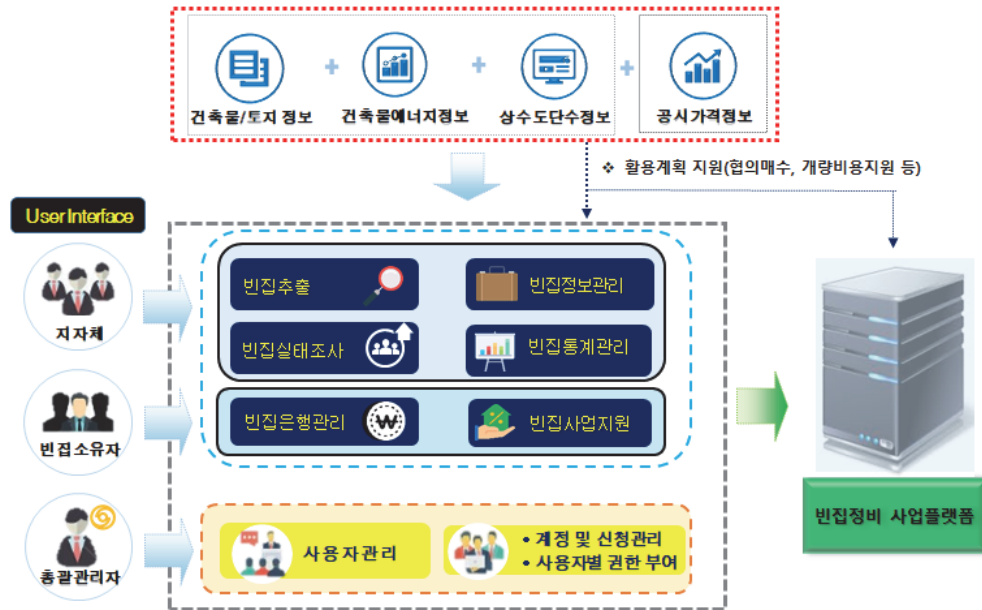 건축물/토지 정보
건축물에너지정보
상수도단수정보
공시가격정보
❖ 활용계획 지원(협의매수, 개량비용지원 등)
User Interface
지자체
빈집소유자
총괄관리자
빈집추출
빈집정보관리
빈집실태조사
빈집통계관리
빈집은행관리
빈집사업지원
사용자관리
• 계정 및 신청관리
• 사용자별 권한 부여
빈집정비 사업플랫폼